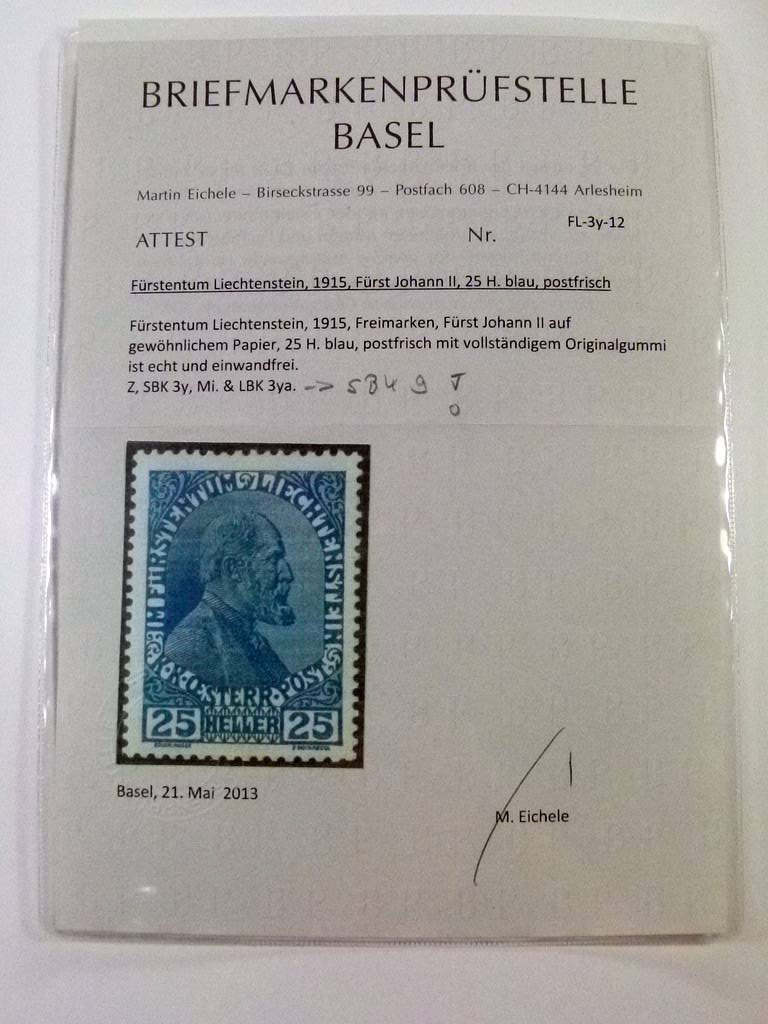 BRIEFMARKENPRÜFSTELLE
BASEL
Martin Eichele – Birseckstrasse 99 – Postfach 608 – CH-4144 Arlesheim
ATTEST Nr. FL-3y-12
Fürstentum Liechtenstein, 1915, Fürst Johann II, 25 H. blau, postfrisch
Fürstentum Liechtenstein, 1915, Freimarken, Fürst Johann II auf
gewöhnlichem Papier, 25 H. blau, postfrisch mit vollständigem Originalgummi
ist echt und einwandfrei.
Z, SBK 3y, Mi. & LBK 3ya.
FÜRSTENTUM LIECHTENSTEIN
K.K. OESTERR. POST IM
25 HELLER 25
Basel, 21. Mai 2013
M. Eichele